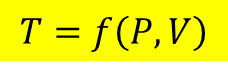 T = f(P, V)